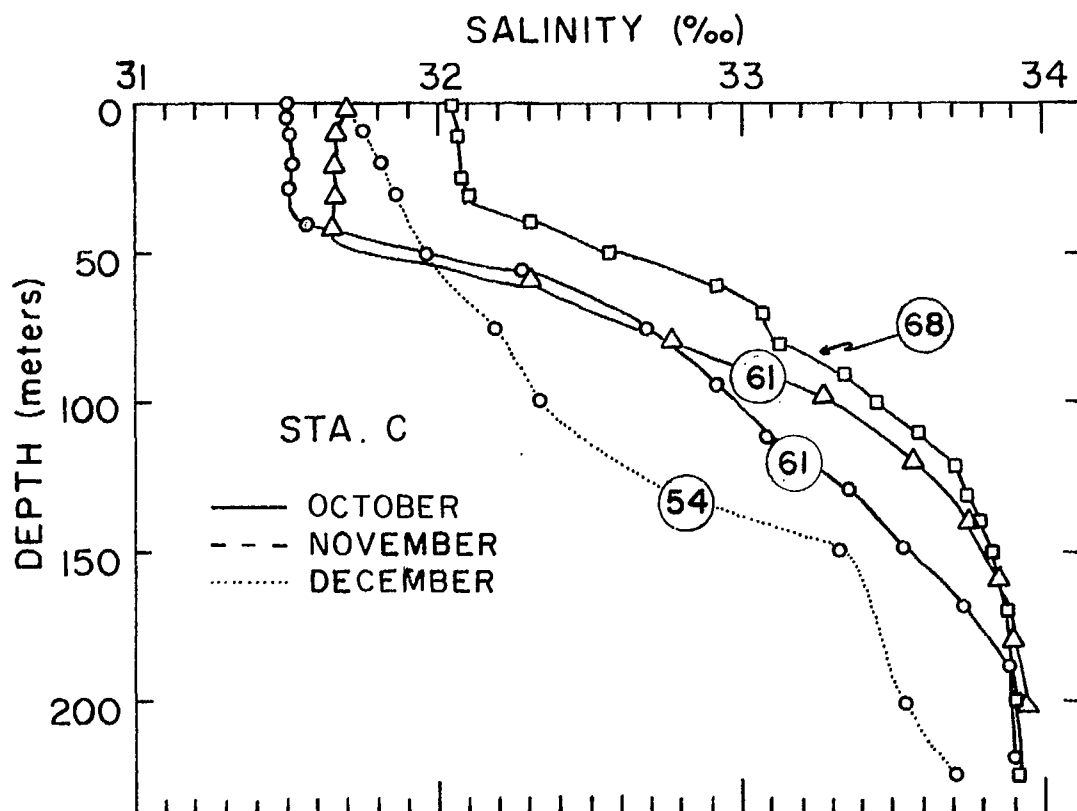 SALINITY (‰)
31 32 33 34
0
50
100
150
200
DEPTH (meters)
68
61
61
54
STA. C
OCTOBER
NOVEMBER
DECEMBER